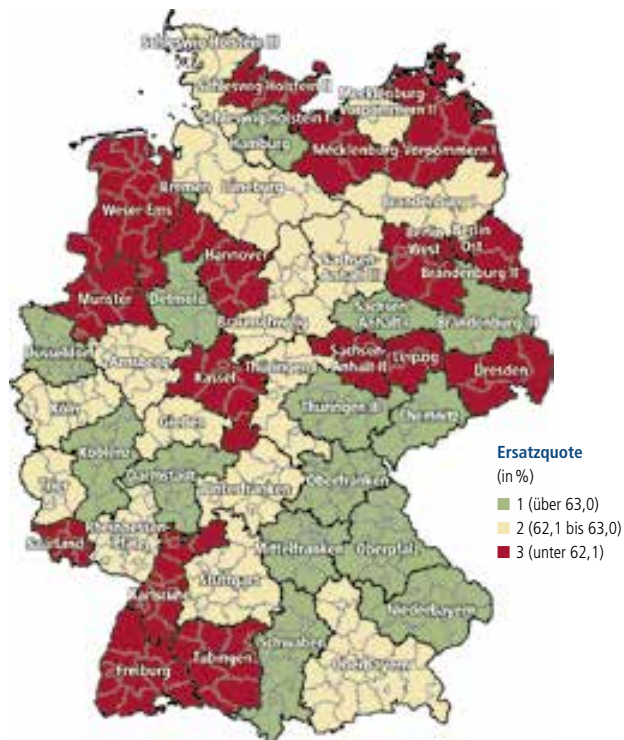 Schleswig-Holstein III
Schleswig-Holstein II
Mecklenburg-
Vorpommern II
Schleswig-Holstein I
Hamburg
Mecklenburg-Vorpommern I
Bremen
Lüneburg
Brandenburg I
Weser-Ems
Hannover
Sachsen-
Anhalt III
Berlin
West
Berlin
Ost
Brandenburg II
Münster
Detmold
Braunschweig
Sachsen-
Anhalt I
Brandenburg III
Düsseldorf
Arnsberg
Kassel
Thüringen I
Sachsen-
Anhalt II
Leipzig
Dresden
Köln
Gießen
Thüringen II
Chemnitz
Koblenz
Trier
Darmstadt
Unterfranken
Oberfranken
Saarland
Rheinhessen-
Pfalz
Mittelfranken
Oberpfalz
Karlsruhe
Stuttgart
Niederbayern
Freiburg
Tübingen
Schwaben
Oberbayern
Ersatzquote
(in %)
1 (über 63,0)
2 (62,1 bis 63,0)
3 (unter 62,1)